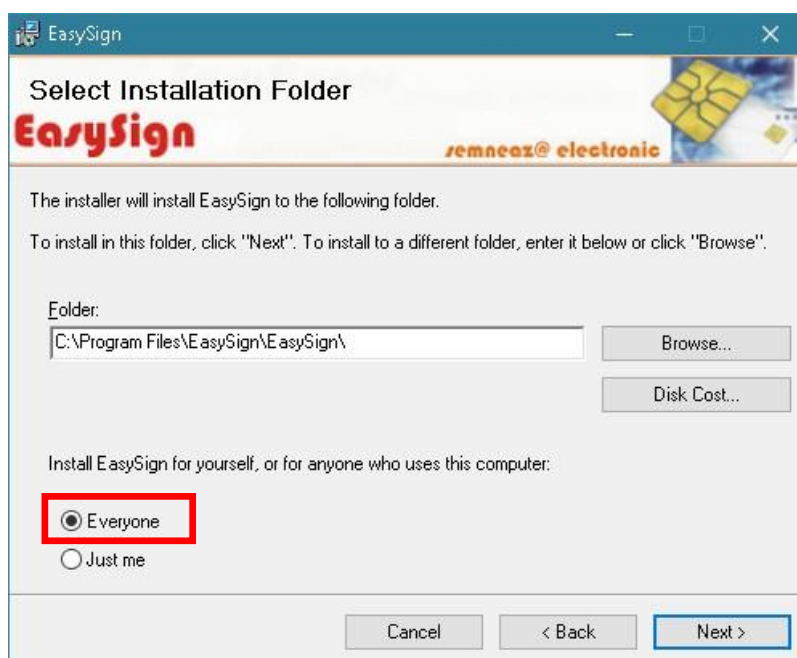 EasySign
Select Installation Folder
EasySign
semneaz@ electronic
The installer will install EasySign to the following folder.
To install in this folder, click "Next". To install to a different folder, enter it below or click "Browse".
Folder:
C:\Program Files\EasySign\EasySign\
Browse...
Disk Cost...
Install EasySign for yourself, or for anyone who uses this computer:
Everyone
Just me
Cancel
< Back
Next >